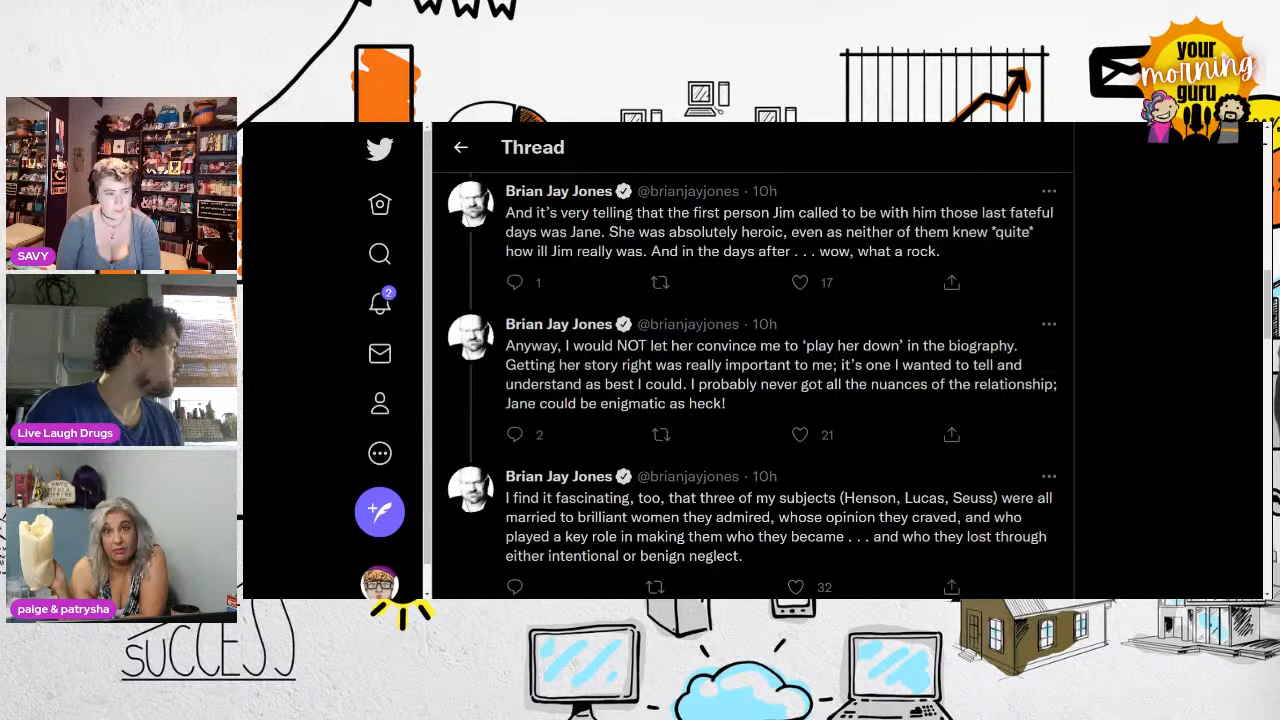 WWW
your
morning
guru
Thread
Brian Jay Jones @brianjayjones · 10h
And it's very telling that the first person Jim called to be with him those last fateful
days was Jane. She was absolutely heroic, even as neither of them knew *quite*
how ill Jim really was. And in the days after . . . wow, what a rock.
1
17
Brian Jay Jones @brianjayjones · 10h
Anyway, I would NOT let her convince me to ‘play her down’ in the biography.
Getting her story right was really important to me; it's one I wanted to tell and
understand as best I could. I probably never got all the nuances of the relationship;
Jane could be enigmatic as heck!
2
21
Brian Jay Jones @brianjayjones · 10h
I find it fascinating, too, that three of my subjects (Henson, Lucas, Seuss) were all
married to brilliant women they admired, whose opinion they craved, and who
played a key role in making them who they became . . . and who they lost through
either intentional or benign neglect.
32
2
SAVY
Live Laugh Drugs
paige & patrysha
SUCCESS